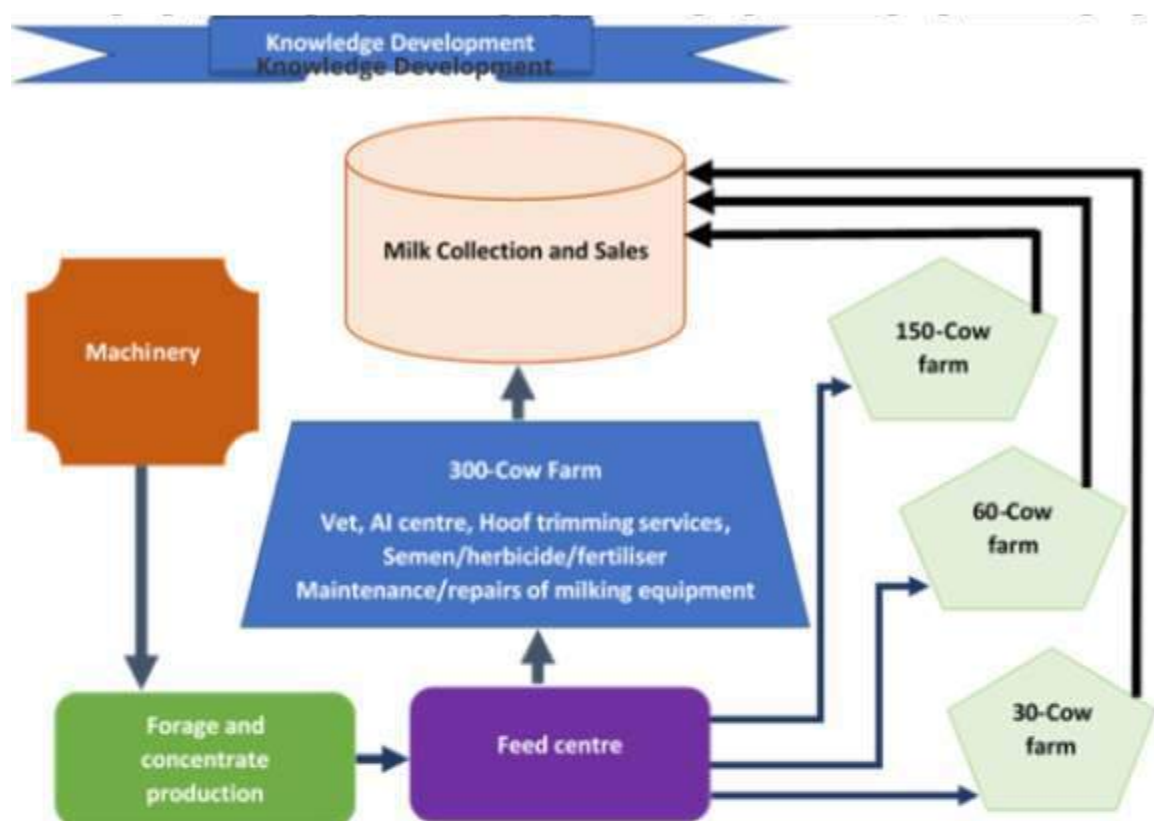 Knowledge Development
Knowledge Development
Milk Collection and Sales
Machinery
150-Cow
farm
300-Cow Farm
Vet, AI centre, Hoof trimming services,
Semen/herbicide/fertiliser
Maintenance/repairs of milking equipment
60-Cow
farm
Forage and
concentrate
production
Feed centre
30-Cow
farm